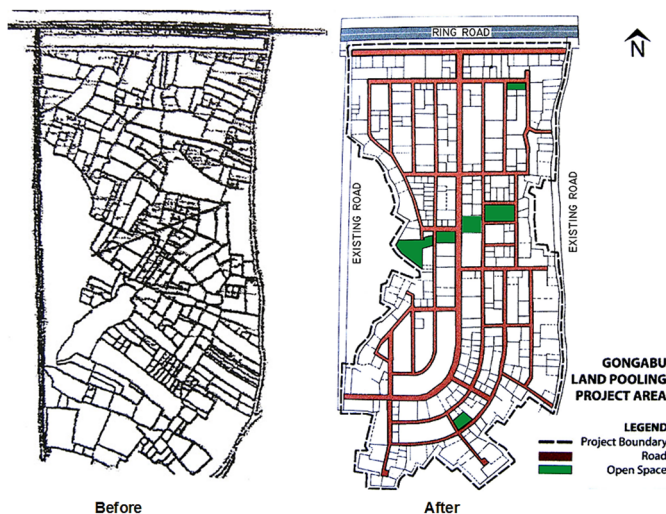 RING ROAD
N
EXISTING ROAD
EXISTING ROAD
GONGABU
LAND POOLING
PROJECT AREA
LEGEND
Project Boundary
Road
Open Space
Before
After